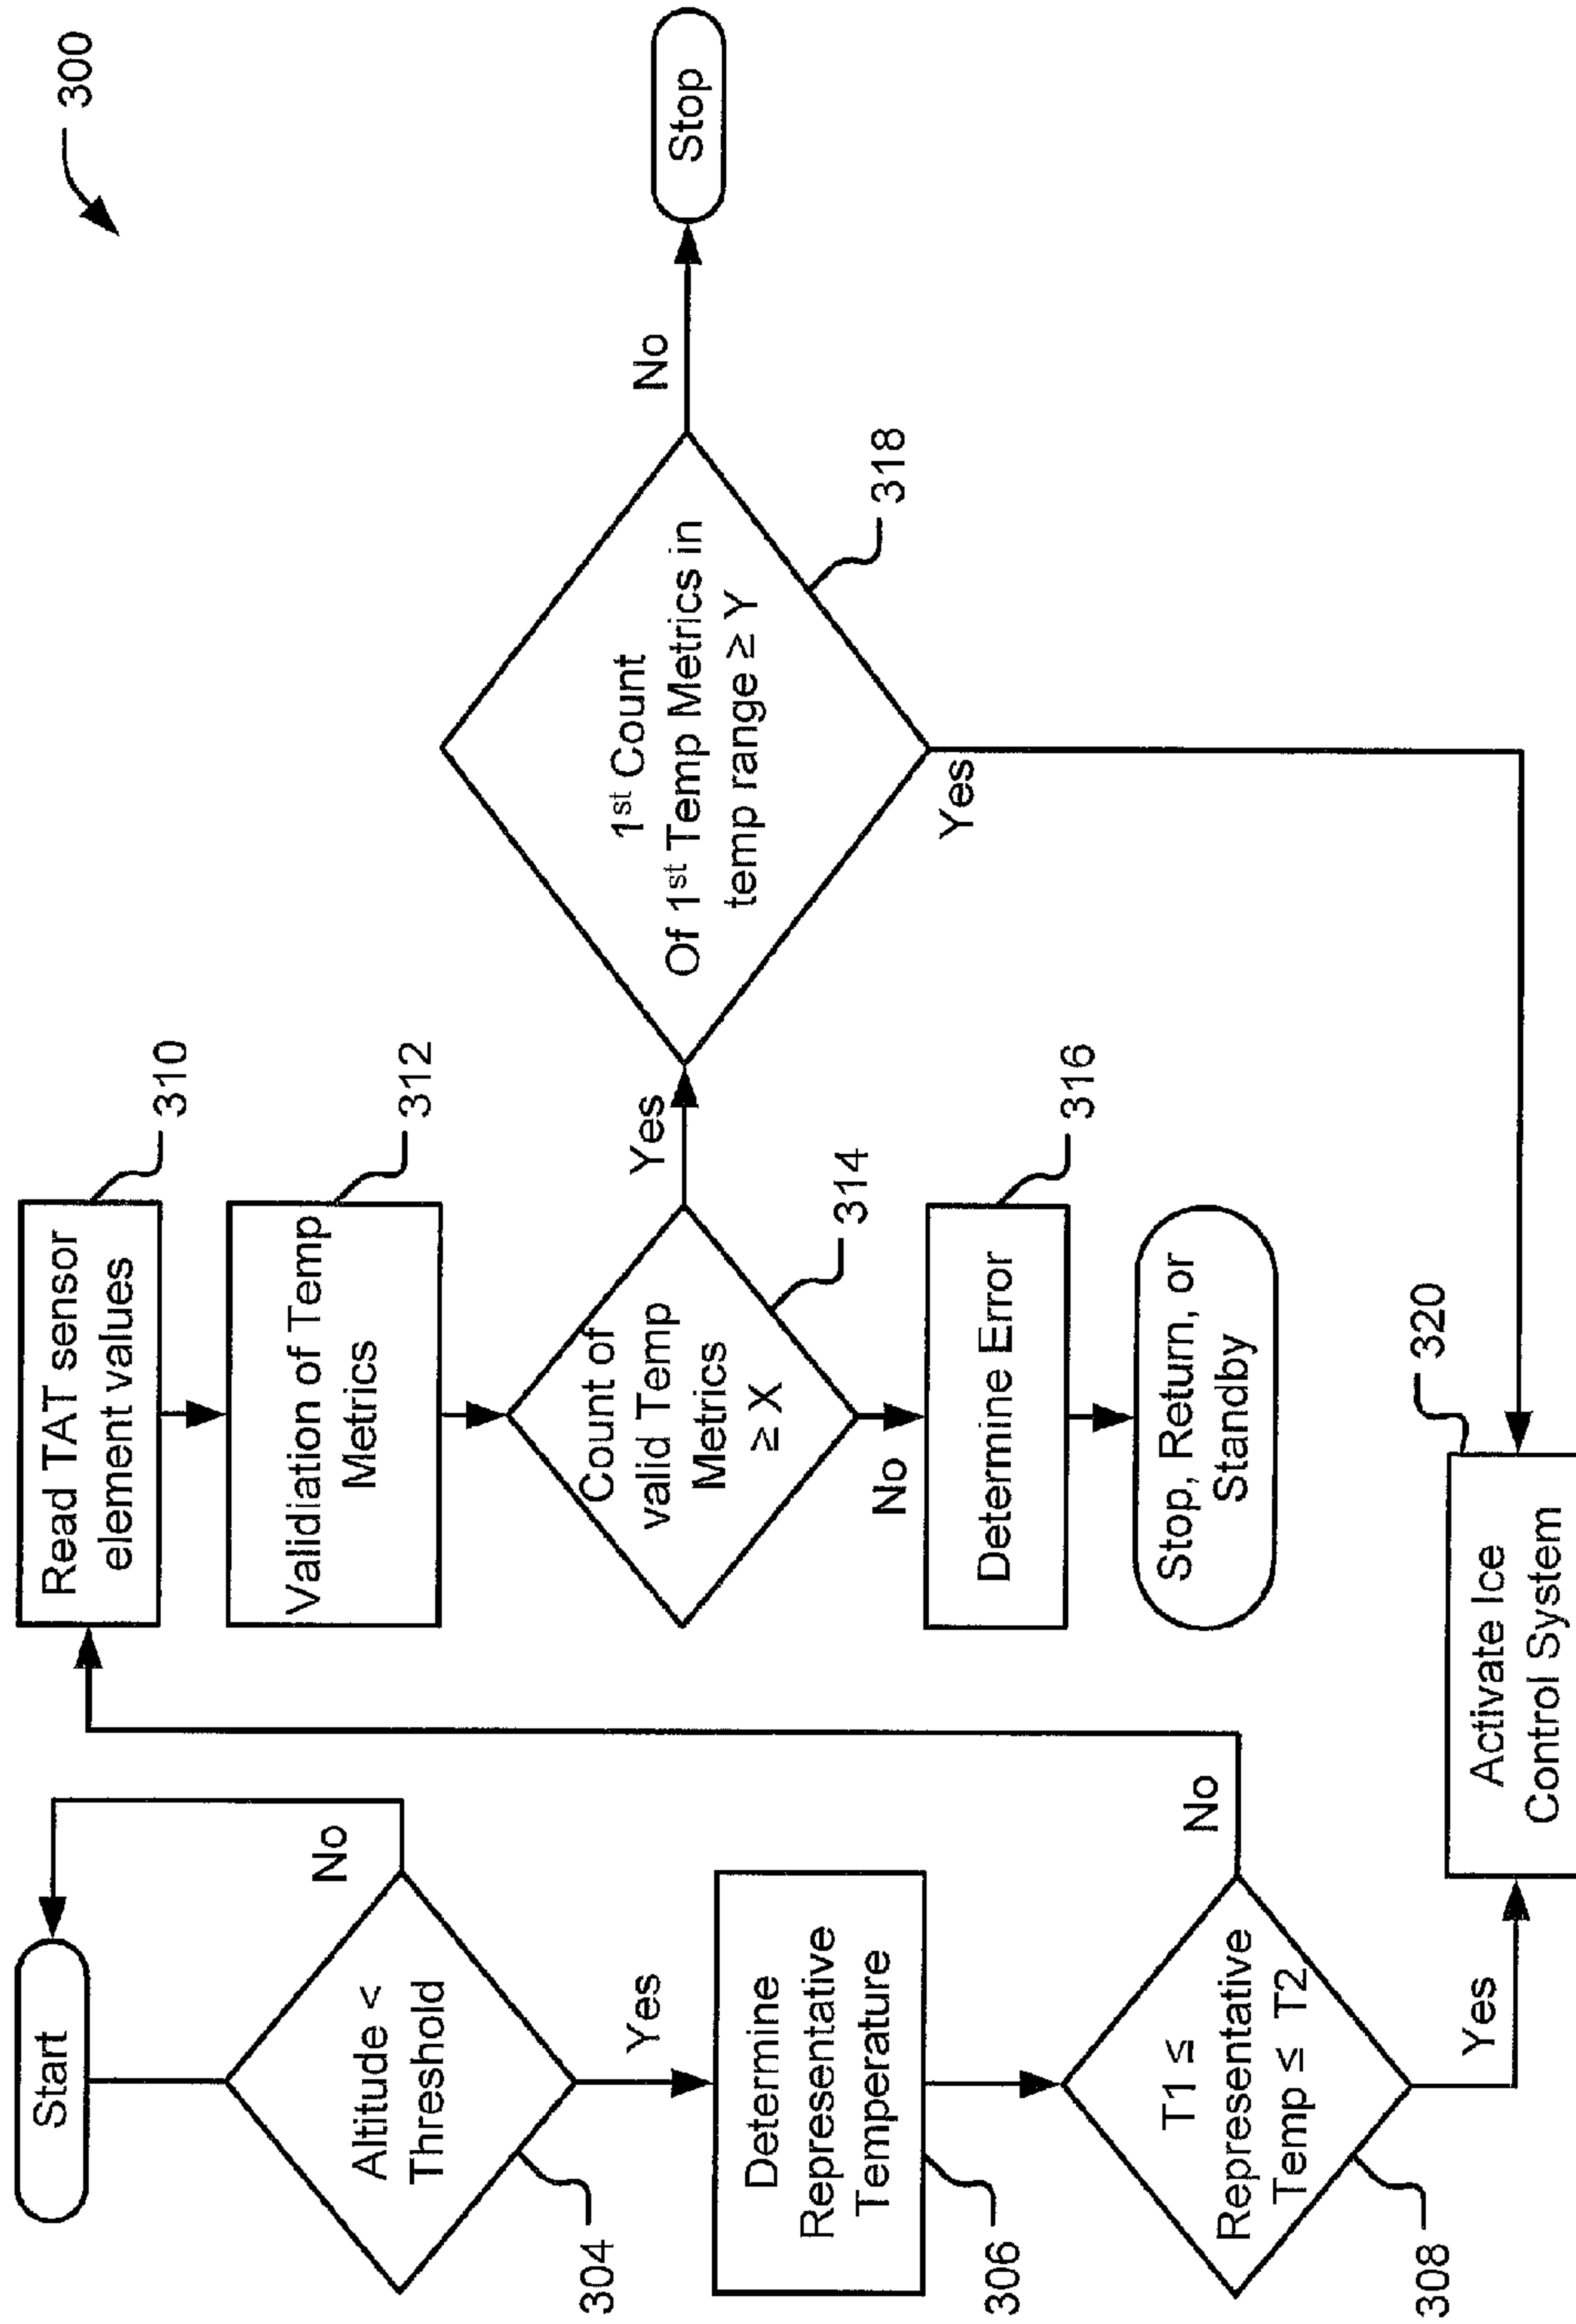 300
Start
Altitude <
Threshold
304
No
Yes
Determine
Representative
Temperature
306
T1 ≤
Representative
Temp ≤ T2
308
No
Yes
Read TAT sensor
element values
310
Validiation of Temp
Metrics
312
Count of
valid Temp
Metrics
≥ X
314
No
Yes
Determine Error
316
Stop, Return, or
Standby
1st Count
Of 1st Temp Metrics in
temp range ≥ Y
318
No
Stop
Yes
Activate Ice
Control System
320